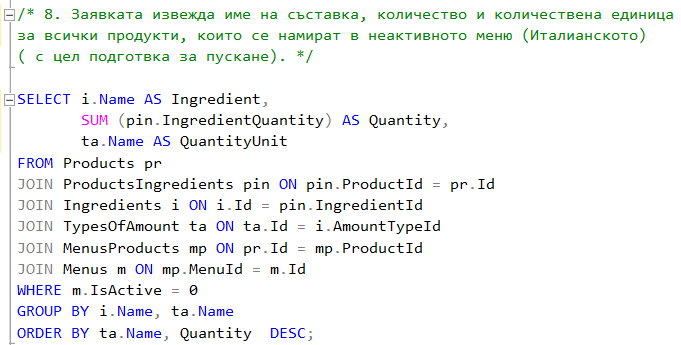 /* 8. Заявката извежда име на съставка, количество и количествена единица
за всички продукти, които се намират в неактивното меню (Италианското)
( с цел подготвка за пускане). */
SELECT i.Name AS Ingredient,
SUM (pin.IngredientQuantity) AS Quantity,
ta.Name AS QuantityUnit
FROM Products pr
JOIN ProductsIngredients pin ON pin.ProductId = pr.Id
JOIN Ingredients i ON i.Id = pin.IngredientId
JOIN TypesOfAmount ta ON ta.Id = i.AmountTypeId
JOIN MenusProducts mp ON pr.Id = mp.ProductId
JOIN Menus m ON mp.MenuId = m.Id
WHERE m.IsActive = 0
GROUP BY i.Name, ta.Name
ORDER BY ta.Name, Quantity  DESC;